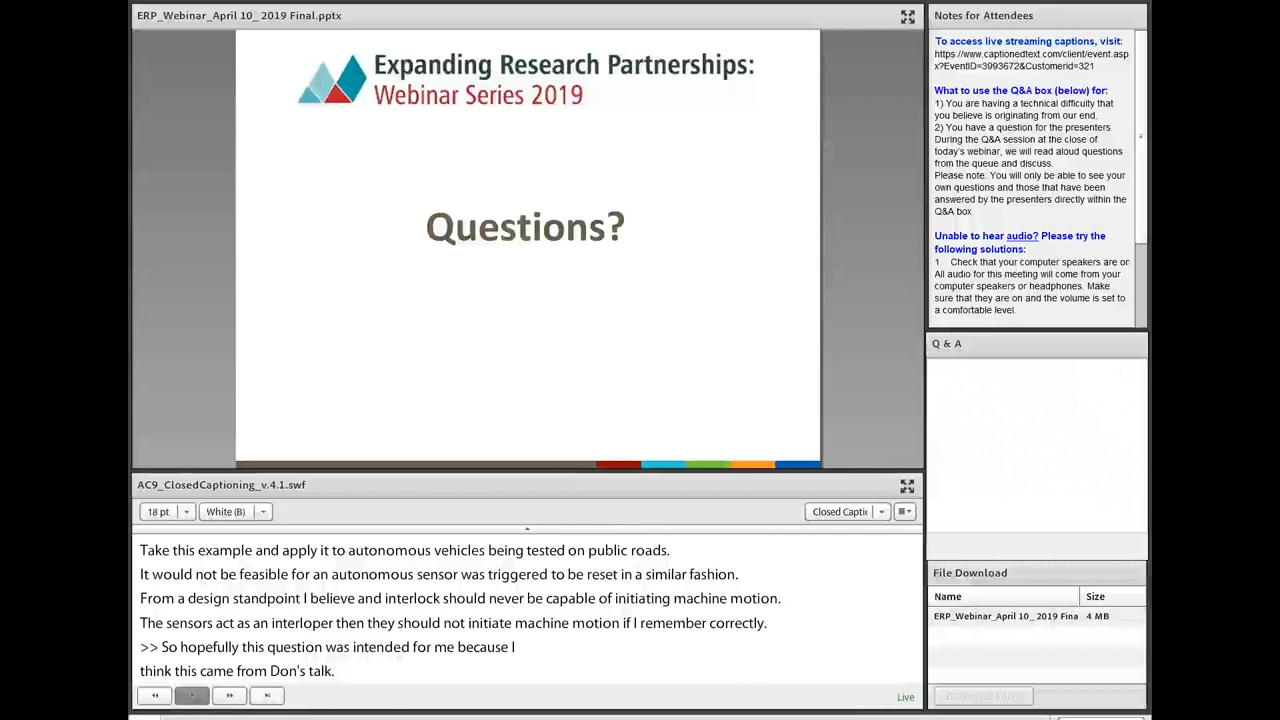 ERP_Webinar_April 10_ 2019 Final.pptx
Expanding Research Partnerships:
Webinar Series 2019
Questions?
AC9_ClosedCaptioning_v.4.1.swf
18 pt
White (B)
Closed Captic
Take this example and apply it to autonomous vehicles being tested on public roads.
It would not be feasible for an autonomous sensor was triggered to be reset in a similar fashion.
From a design standpoint I believe and interlock should never be capable of initiating machine motion.
The sensors act as an interloper then they should not initiate machine motion if I remember correctly.
>> So hopefully this question was intended for me because I
think this came from Don's talk.
Live
Notes for Attendees
To access live streaming captions, visit:
https://www.captionedtext.com/client/event.asp
x?EventID=3993672&CustomerId=321
What to use the Q&A box (below) for:
1) You are having a technical difficulty that
you believe is originating from our end.
2) You have a question for the presenters
During the Q&A session at the close of
today's webinar, we will read aloud questions
from the queue and discuss.
Please note: You will only be able to see your
own questions and those that have been
answered by the presenters directly within the
Q&A box.
Unable to hear audio? Please try the
following solutions:
1 Check that your computer speakers are on
All audio for this meeting will come from your
computer speakers or headphones. Make
sure that they are on and the volume is set to
a comfortable level.
Q & A
File Download
Name Size
ERP_Webinar_April 10_ 2019 Fina 4 MB